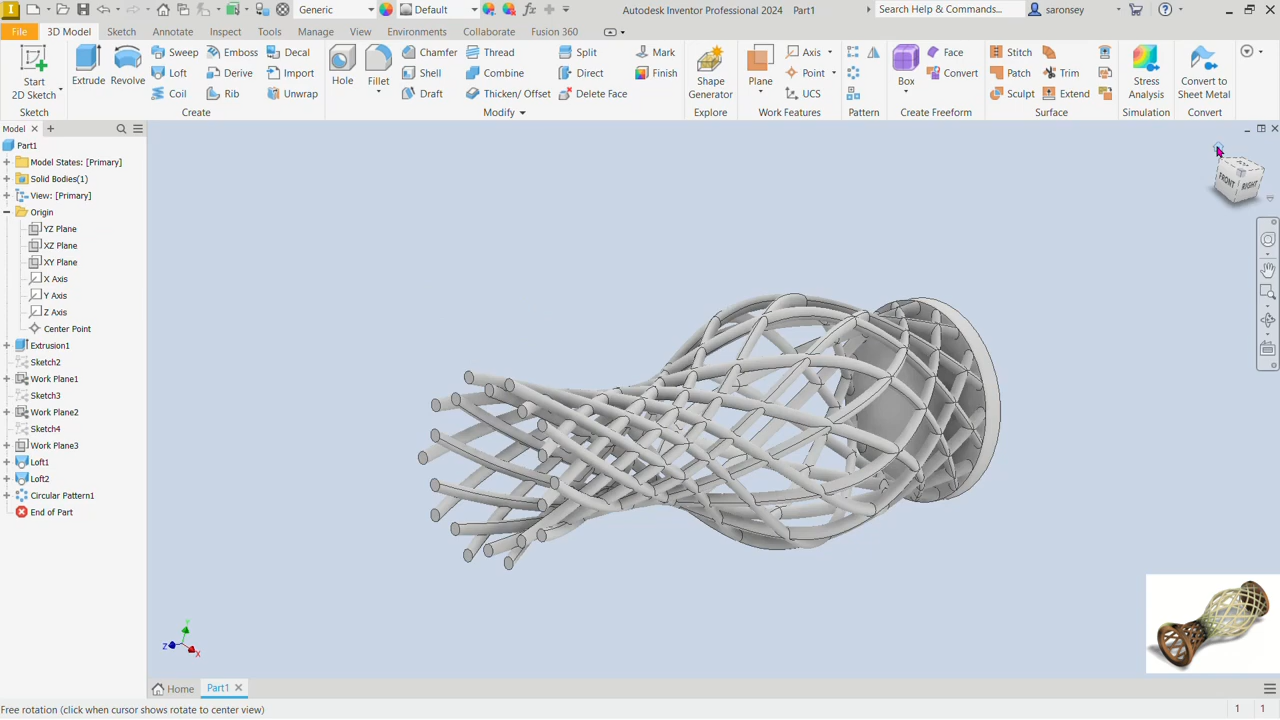 Generic
Default
Autodesk Inventor Professional 2024 Part1
Search Help & Commands...
saronsey
File 3D Model Sketch Annotate Inspect Tools Manage View Environments Collaborate Fusion 360
Start
2D Sketch
Sketch
Extrude
Revolve
Sweep
Loft
Coil
Emboss
Derive
Rib
Decal
Import
Unwrap
Create
Hole
Fillet
Chamfer
Shell
Draft
Thread
Combine
Thicken/ Offset
Split
Direct
Delete Face
Modify
Mark
Finish
Shape
Generator
Explore
Plane
Axis
Point
UCS
Work Features
Pattern
Box
Face
Convert
Create Freeform
Stitch
Patch
Sculpt
Trim
Extend
Surface
Stress
Analysis
Simulation
Convert to
Sheet Metal
Convert
Model
Part1
Model States: [Primary]
Solid Bodies(1)
View: [Primary]
Origin
YZ Plane
XZ Plane
XY Plane
X Axis
Y Axis
Z Axis
Center Point
Extrusion1
Sketch2
Work Plane1
Sketch3
Work Plane2
Sketch4
Work Plane3
Loft1
Loft2
Circular Pattern1
End of Part
FRONT RIGHT
Z X
Home Part1
Free rotation (click when cursor shows rotate to center view) 1 1